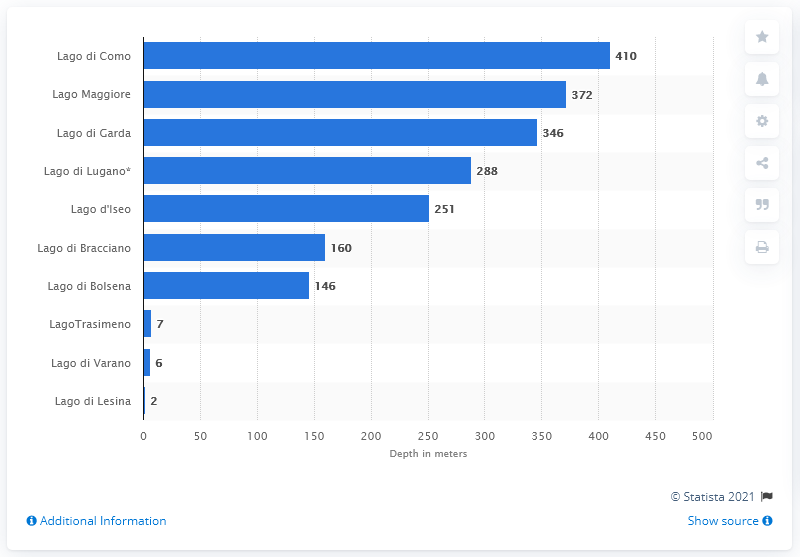 Lago di Como 410
Lago Maggiore 372
Lago di Garda 346
Lago di Lugano* 288
Lago d'Iseo 251
Lago di Bracciano 160
Lago di Bolsena 146
LagoTrasimeno 7
Lago di Varano 6
Lago di Lesina 2
0 50 100 150 200 250 300 350 400 450 500
Depth in meters
© Statista 2021
Additional Information Show source